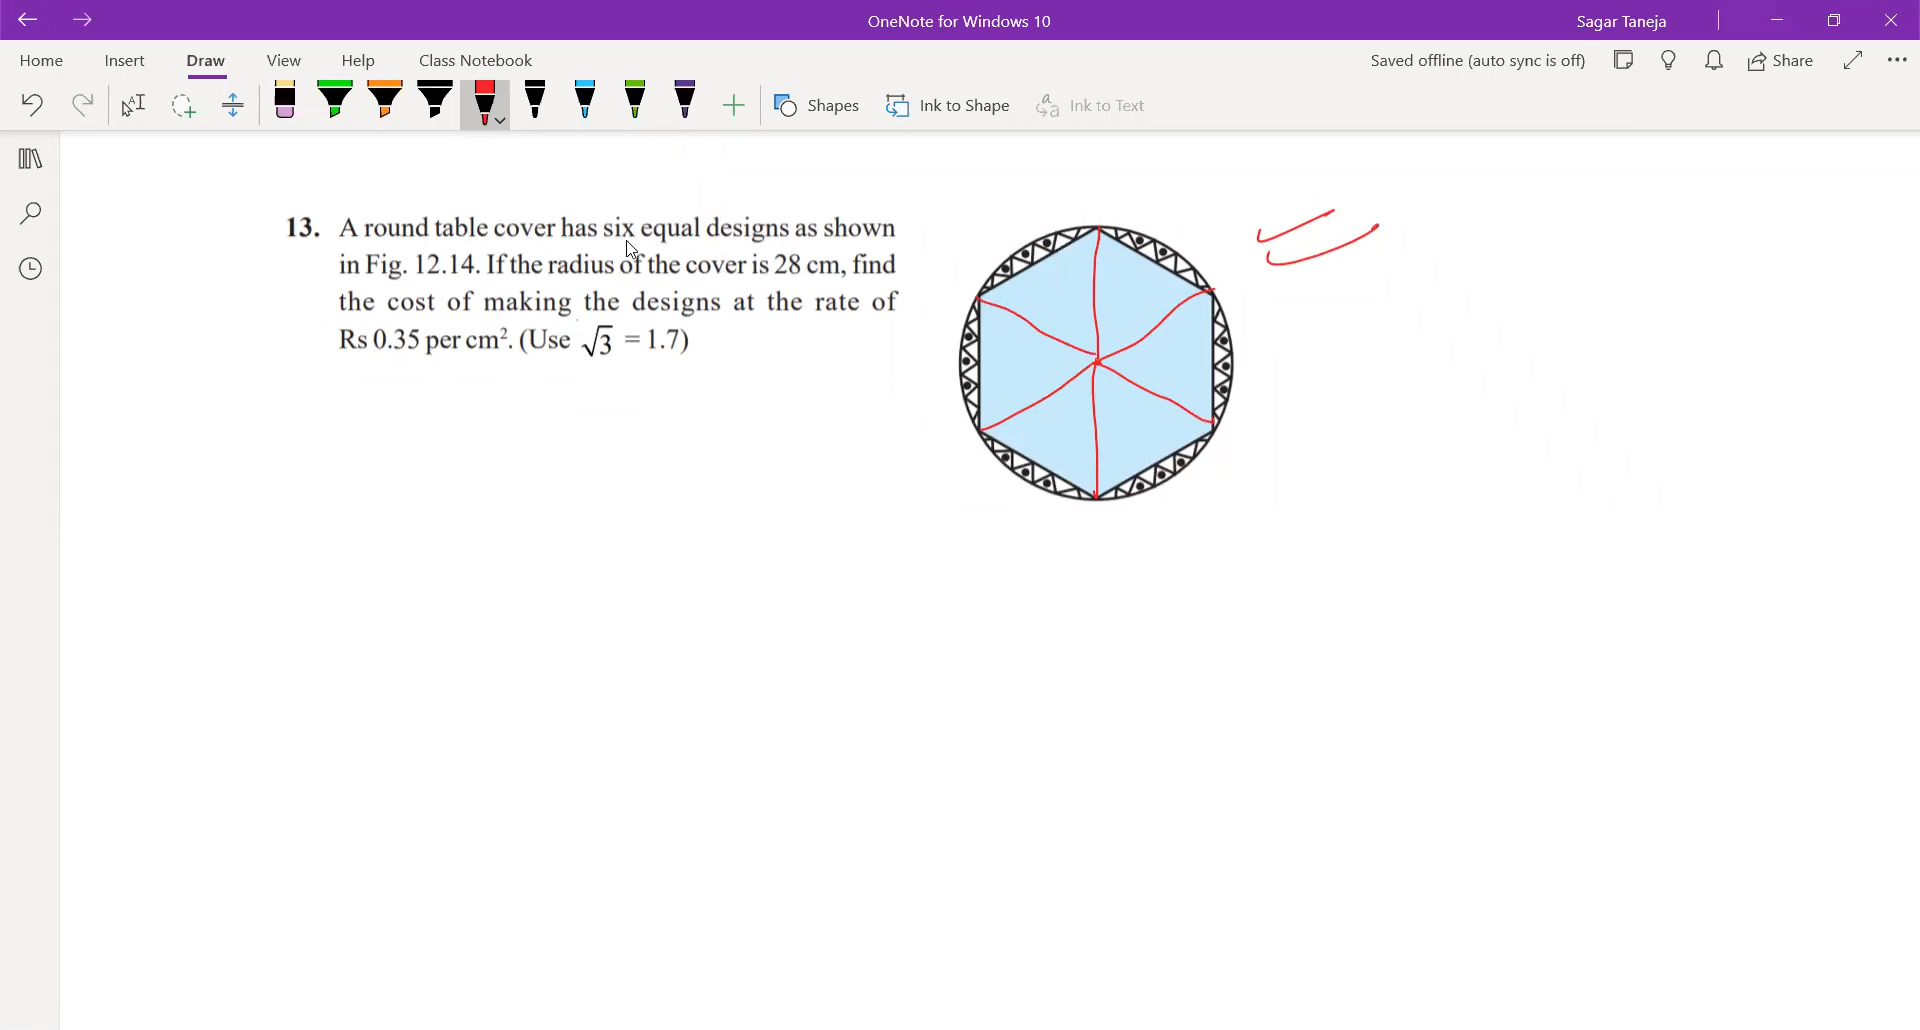 OneNote for Windows 10
Sagar Taneja
Home Insert Draw View Help Class Notebook
Saved offline (auto sync is off) Share
Shapes Ink to Shape Ink to Text
13. A round table cover has six equal designs as shown
in Fig. 12.14. If the radius of the cover is 28 cm, find
the cost of making the designs at the rate of
Rs 0.35 per cm². (Use √3 = 1.7)